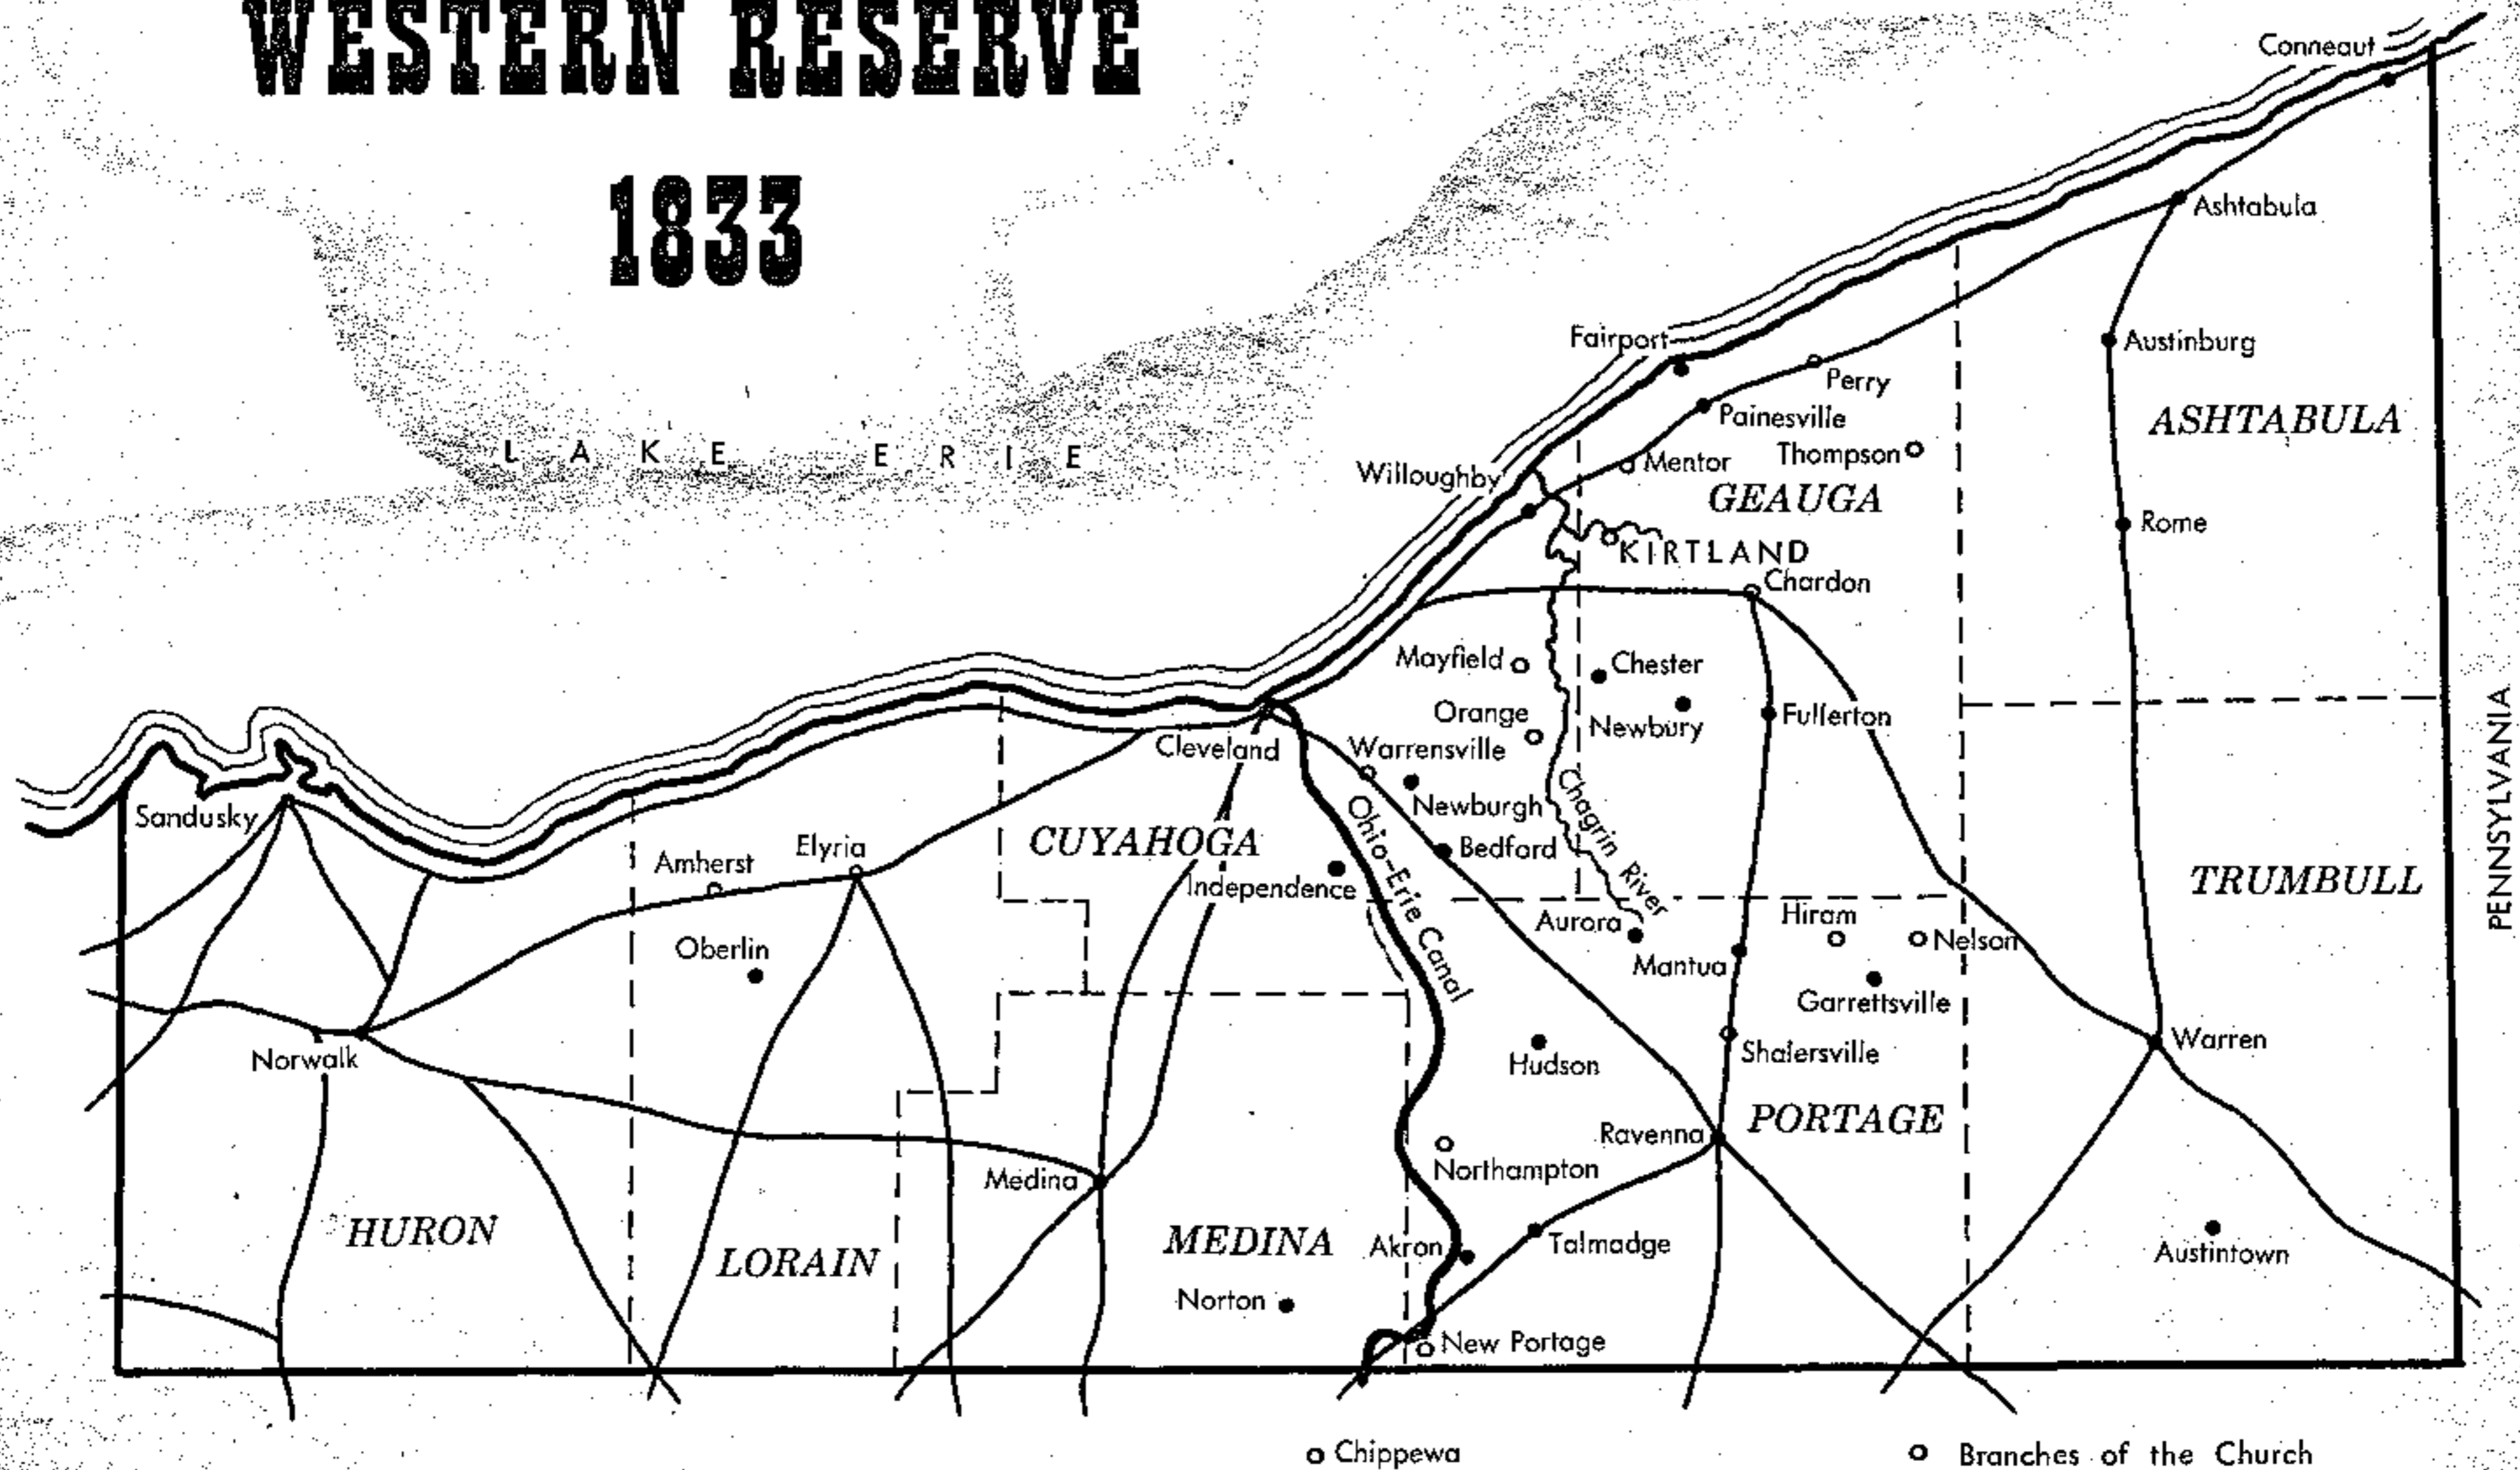 WESTERN RESERVE
1833
Conneaut
Ashtabula
Fairport
Austinburg
Perry
Painesville
ASHTABULA
LAKE ERIE
Willoughby
Mentor
Thompson
GEAUGA
Rome
KIRTLAND
Chardon
Mayfield
Chester
Orange
Newbury
Fullerton
Cleveland
Warrensville
PENNSYLVANIA
Sandusky
Newburgh
Chagrin River
Ohio-Erie Canal
CUYAHOGA
Elyria
Amherst
Bedford
Independence
TRUMBULL
Aurora
Hiram
Nelson
Oberlin
Mantua
Garrettsville
Norwalk
Hudson
Shalersville
Warren
PORTAGE
Ravenna
Northampton
Medina
HURON
LORAIN
MEDINA
Akron
Talmadge
Austintown
Norton
New Portage
Chippewa
Branches of the Church